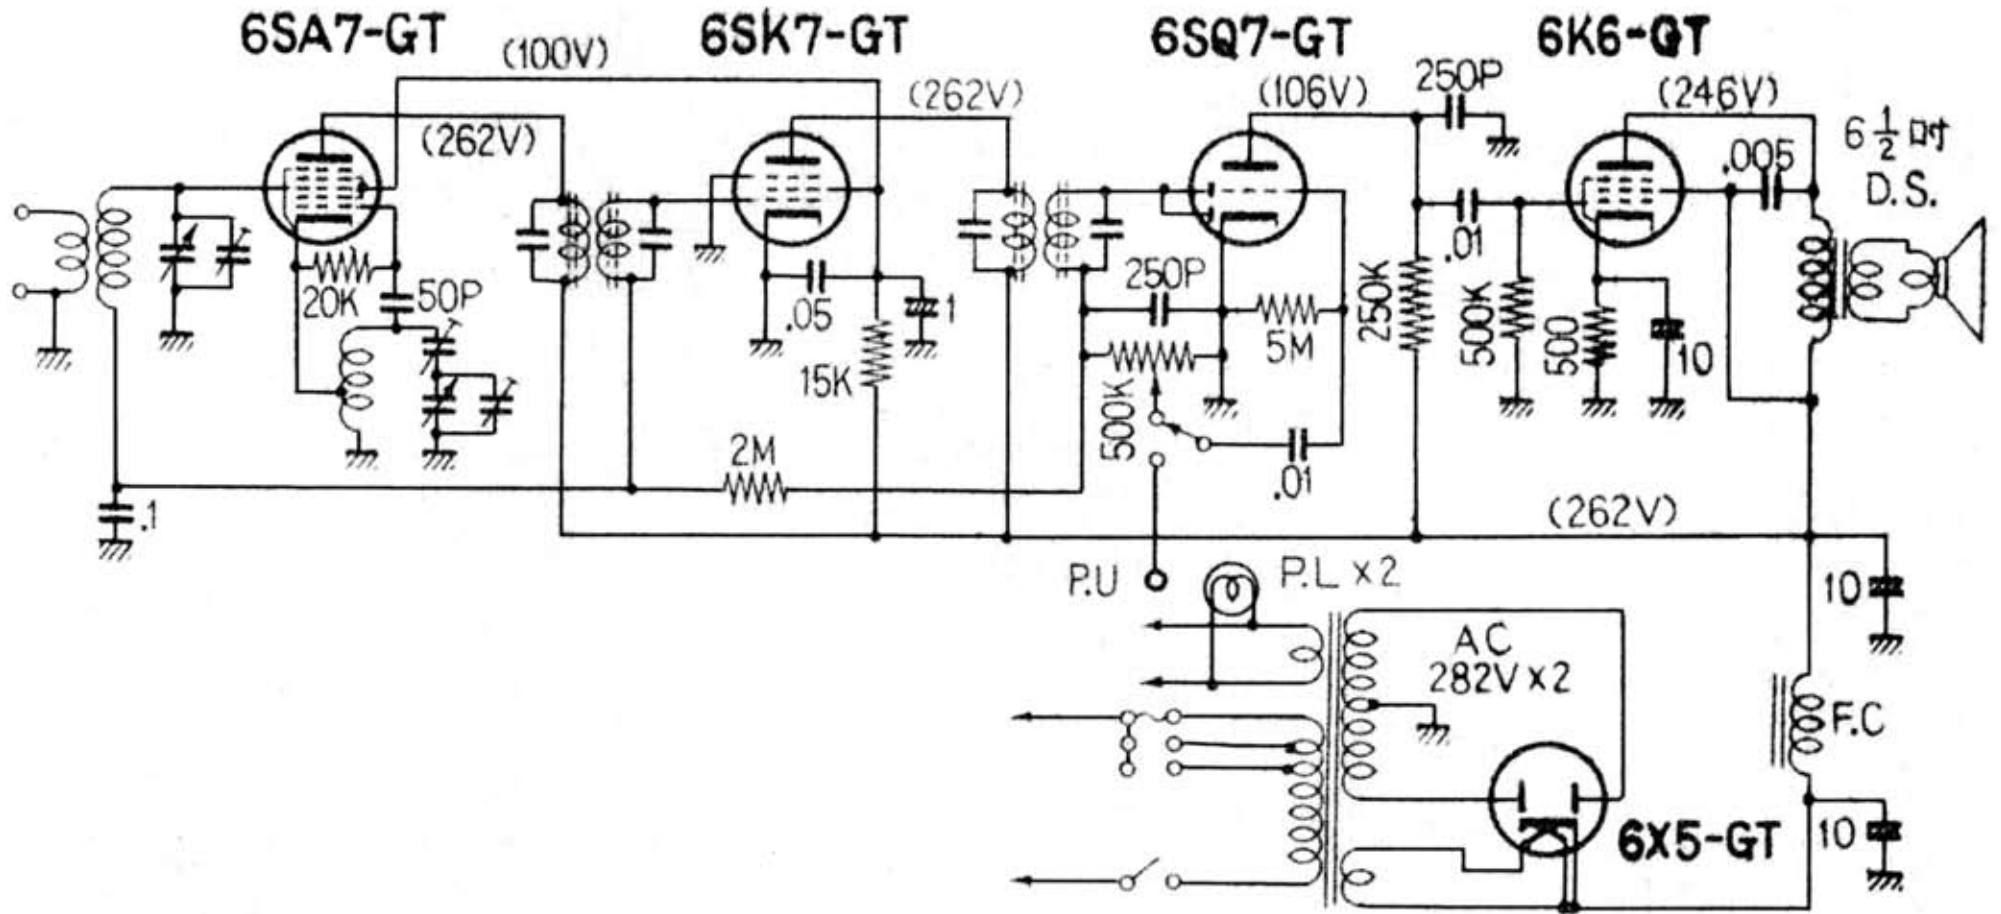 6SA7-GT
6SK7-GT
6SQ7-GT
6K6-GT
(100V)
(262V)
(262V)
(106V)
250P
(246V)
6 1/2 吋
D.S.
.005
20K
50P
.05
1
15K
250P
5M
250K
.01
500K
500
10
500K
.01
2M
.1
(262V)
P.U
P.L x2
10
AC
282V x2
F.C
6X5-GT
10